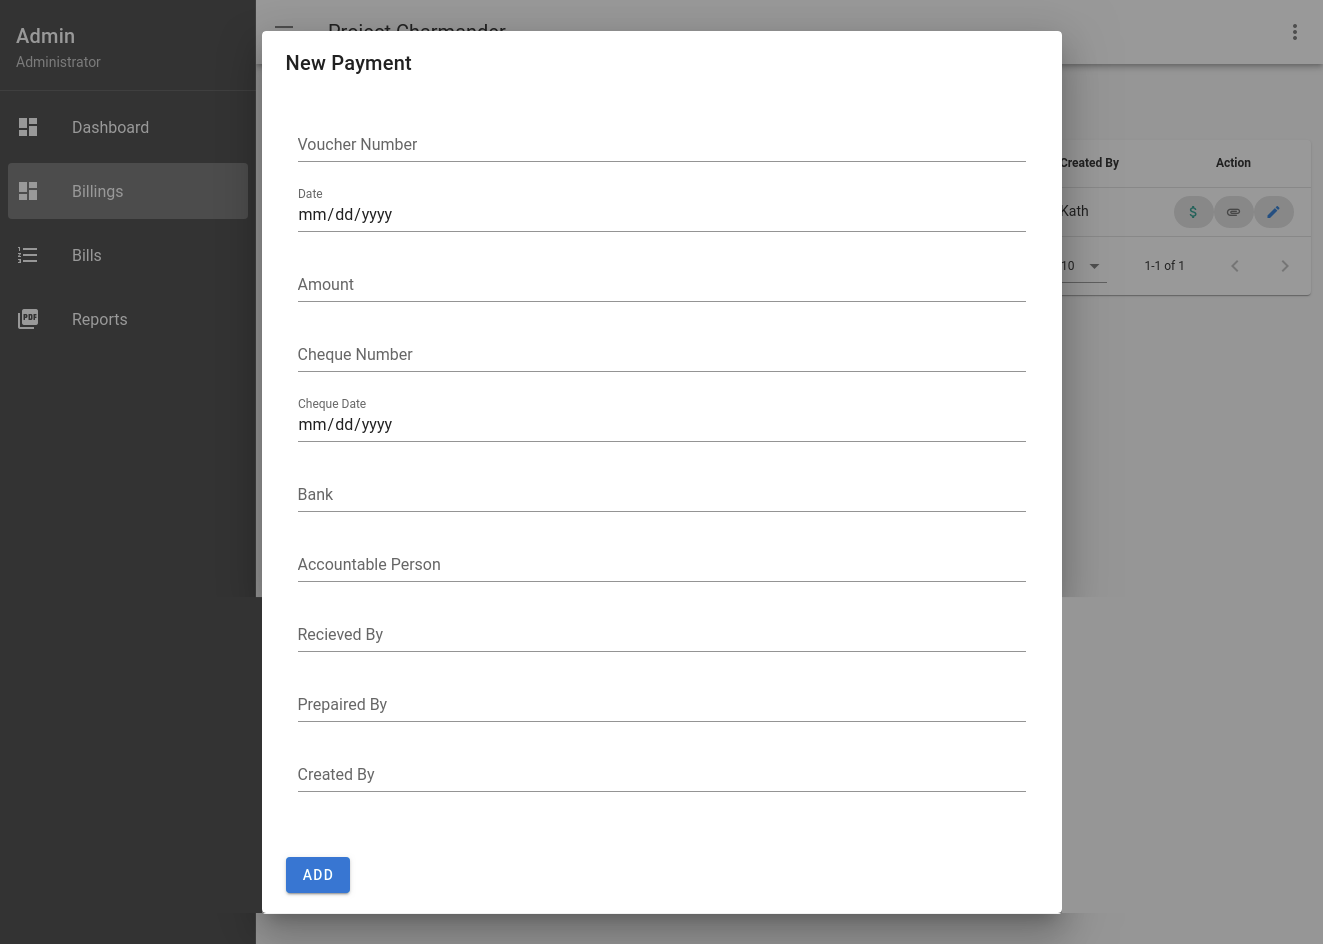 Admin
Administrator
Dashboard
Billings
Bills
Reports
Project Charmander
New Payment
Voucher Number
Date
mm/dd/yyyy
Amount
Cheque Number
Cheque Date
mm/dd/yyyy
Bank
Accountable Person
Recieved By
Prepaired By
Created By
ADD
Created By Action
Kath $
10 1-1 of 1
PDF